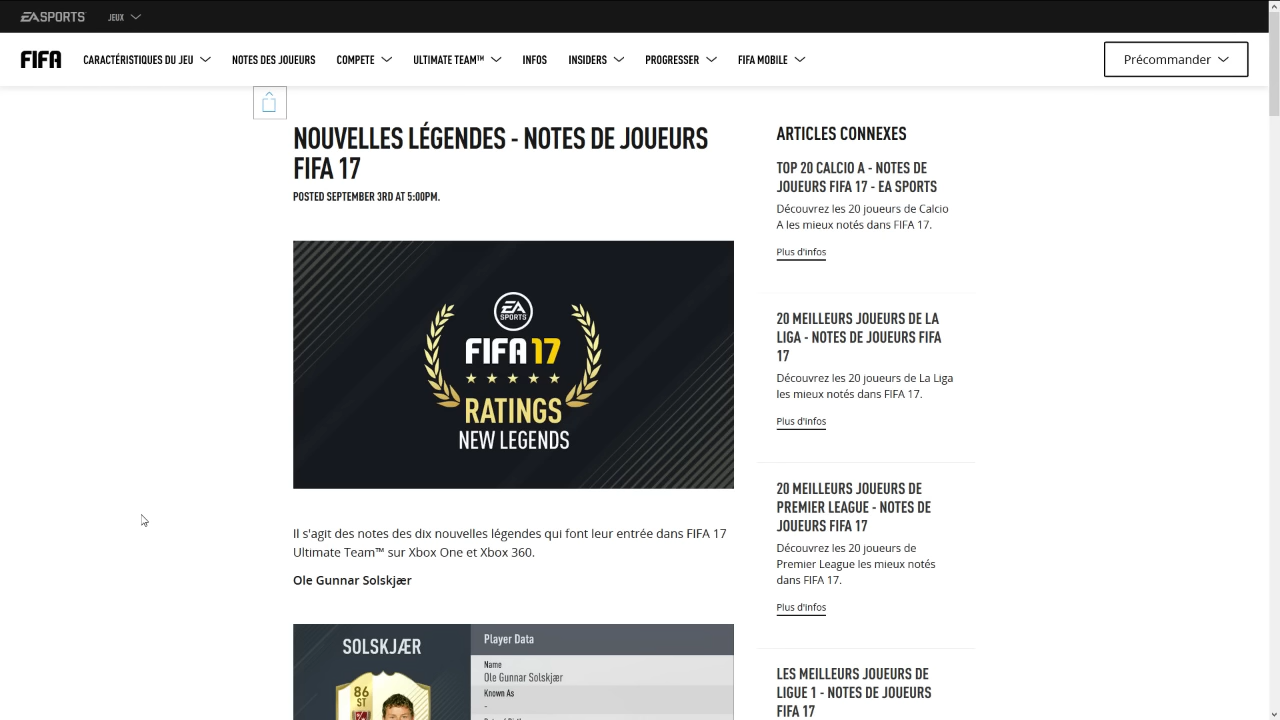 EA SPORTS
JEUX
FIFA
CARACTÉRISTIQUES DU JEU
NOTES DES JOUEURS
COMPETE
ULTIMATE TEAM™
INFOS
INSIDERS
PROGRESSER
FIFA MOBILE
Précommander
NOUVELLES LÉGENDES - NOTES DE JOUEURS
FIFA 17
POSTED SEPTEMBER 3RD AT 5:00PM.
EA
SPORTS
FIFA 17
RATINGS
NEW LEGENDS
Il s'agit des notes des dix nouvelles légendes qui font leur entrée dans FIFA 17
Ultimate Team™ sur Xbox One et Xbox 360.
Ole Gunnar Solskjær
SOLSKJÆR
86
ST
Player Data
Name
Ole Gunnar Solskjær
Known As
-
ARTICLES CONNEXES
TOP 20 CALCIO A - NOTES DE
JOUEURS FIFA 17 - EA SPORTS
Découvrez les 20 joueurs de Calcio
A les mieux notés dans FIFA 17.
Plus d'infos
20 MEILLEURS JOUEURS DE LA
LIGA - NOTES DE JOUEURS FIFA
17
Découvrez les 20 joueurs de La Liga
les mieux notés dans FIFA 17.
Plus d'infos
20 MEILLEURS JOUEURS DE
PREMIER LEAGUE - NOTES DE
JOUEURS FIFA 17
Découvrez les 20 joueurs de
Premier League les mieux notés
dans FIFA 17.
Plus d'infos
LES MEILLEURS JOUEURS DE
LIGUE 1 - NOTES DE JOUEURS
FIFA 17